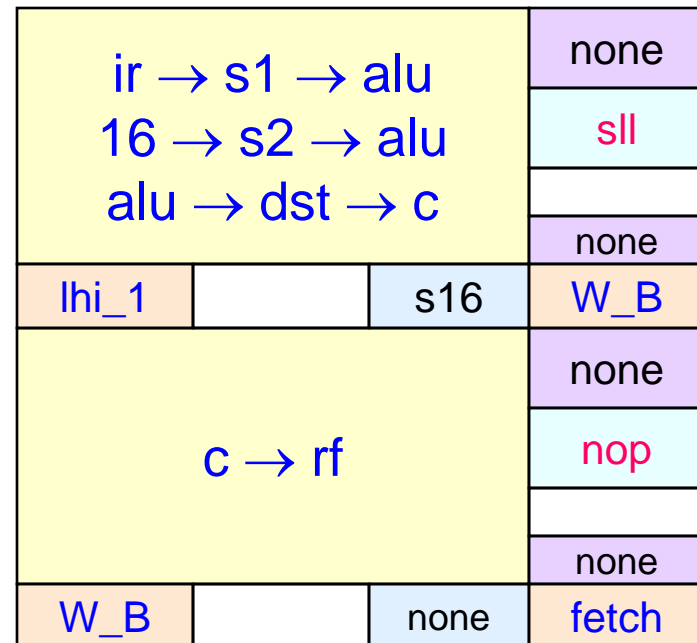 ir → s1 → alu
16 → s2 → alu
alu → dst → c
none
sll
none
lhi_1
s16
W_B
c → rf
none
nop
none
W_B
none
fetch